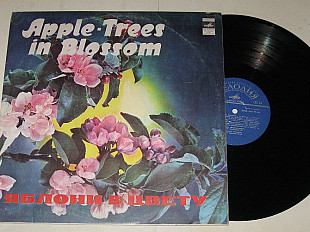 Apple-Trees
in Blossom
ЯБЛОНИ В ЦВЕТУ
МЕЛОДИЯ